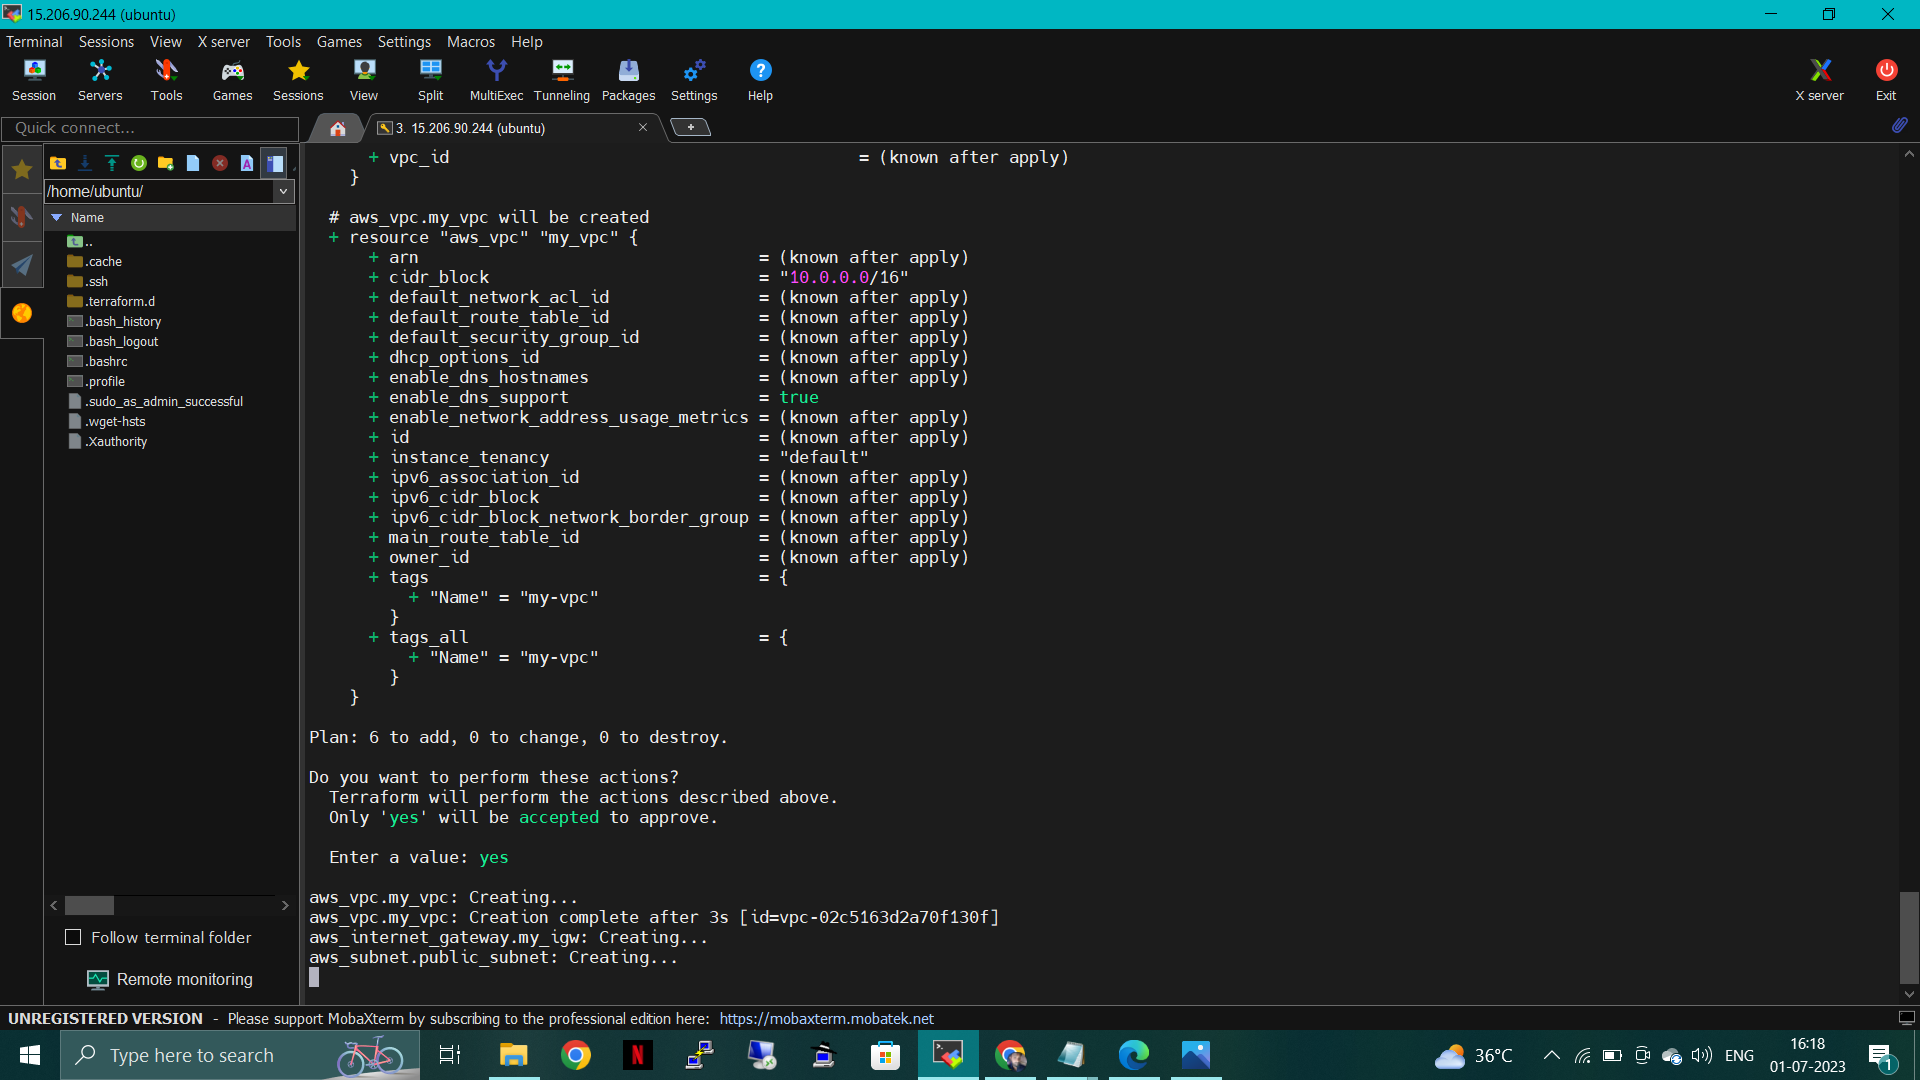 15.206.90.244 (ubuntu)
Terminal Sessions View X server Tools Games Settings Macros Help
Session Servers Tools Games Sessions View Split MultiExec Tunneling Packages Settings Help X server Exit
Quick connect...
3. 15.206.90.244 (ubuntu)
/home/ubuntu/
Name
..
.cache
.ssh
.terraform.d
.bash_history
.bash_logout
.bashrc
.profile
.sudo_as_admin_successful
.wget-hsts
.Xauthority
Follow terminal folder
Remote monitoring
+ vpc_id = (known after apply)
}
# aws_vpc.my_vpc will be created
+ resource "aws_vpc" "my_vpc" {
+ arn = (known after apply)
+ cidr_block = "10.0.0.0/16"
+ default_network_acl_id = (known after apply)
+ default_route_table_id = (known after apply)
+ default_security_group_id = (known after apply)
+ dhcp_options_id = (known after apply)
+ enable_dns_hostnames = (known after apply)
+ enable_dns_support = true
+ enable_network_address_usage_metrics = (known after apply)
+ id = (known after apply)
+ instance_tenancy = "default"
+ ipv6_association_id = (known after apply)
+ ipv6_cidr_block = (known after apply)
+ ipv6_cidr_block_network_border_group = (known after apply)
+ main_route_table_id = (known after apply)
+ owner_id = (known after apply)
+ tags = {
+ "Name" = "my-vpc"
}
+ tags_all = {
+ "Name" = "my-vpc"
}
}
Plan: 6 to add, 0 to change, 0 to destroy.
Do you want to perform these actions?
Terraform will perform the actions described above.
Only 'yes' will be accepted to approve.
Enter a value: yes
aws_vpc.my_vpc: Creating...
aws_vpc.my_vpc: Creation complete after 3s [id=vpc-02c5163d2a70f130f]
aws_internet_gateway.my_igw: Creating...
aws_subnet.public_subnet: Creating...
UNREGISTERED VERSION - Please support MobaXterm by subscribing to the professional edition here: https://mobaxterm.mobatek.net
Type here to search
36°C
ENG
16:18
01-07-2023
1